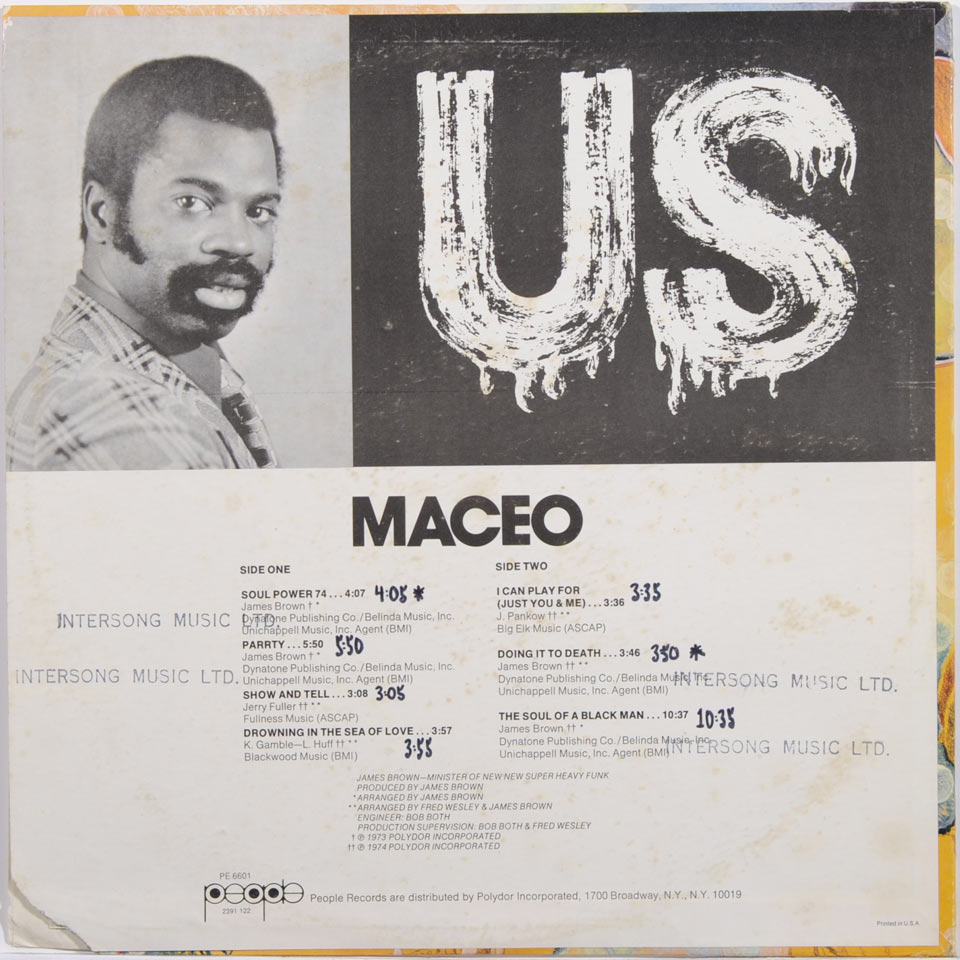 US
MACEO
SIDE ONE
SOUL POWER 74...4:07 4:05 *
James Brown † *
Dynatone Publishing Co./Belinda Music, Inc.
Unichappell Music, Inc. Agent (BMI)
PARRTY...5:50 5:50
James Brown † *
Dynatone Publishing Co./Belinda Music, Inc.
Unichappell Music, Inc. Agent (BMI)
SHOW AND TELL...3:08 3:05
Jerry Fuller †† * *
Fullness Music (ASCAP)
DROWNING IN THE SEA OF LOVE...3:57
K. Gamble—L. Huff †† * * 3:55
Blackwood Music (BMI)
INTERSONG MUSIC LTD.
INTERSONG MUSIC LTD.
SIDE TWO
I CAN PLAY FOR 3:35
(JUST YOU & ME)...3:36
J. Pankow †† * *
Big Elk Music (ASCAP)
DOING IT TO DEATH...3:46 350 *
James Brown †† * *
Dynatone Publishing Co./Belinda Music, Inc.
Unichappell Music, Inc. Agent (BMI)
INTERSONG MUSIC LTD.
THE SOUL OF A BLACK MAN...10:37 10:35
James Brown †† *
Dynatone Publishing Co./Belinda Music, Inc.
Unichappell Music, Inc. Agent (BMI)
INTERSONG MUSIC LTD.
JAMES BROWN—MINISTER OF NEW NEW SUPER HEAVY FUNK
PRODUCED BY JAMES BROWN
* ARRANGED BY JAMES BROWN
* * ARRANGED BY FRED WESLEY & JAMES BROWN
ENGINEER: BOB BOTH
PRODUCTION SUPERVISION: BOB BOTH & FRED WESLEY
† ℗ 1973 POLYDOR INCORPORATED
†† ℗ 1974 POLYDOR INCORPORATED
PE 6601
people
2391 122
People Records are distributed by Polydor Incorporated, 1700 Broadway, N.Y., N.Y. 10019
Printed in U.S.A.